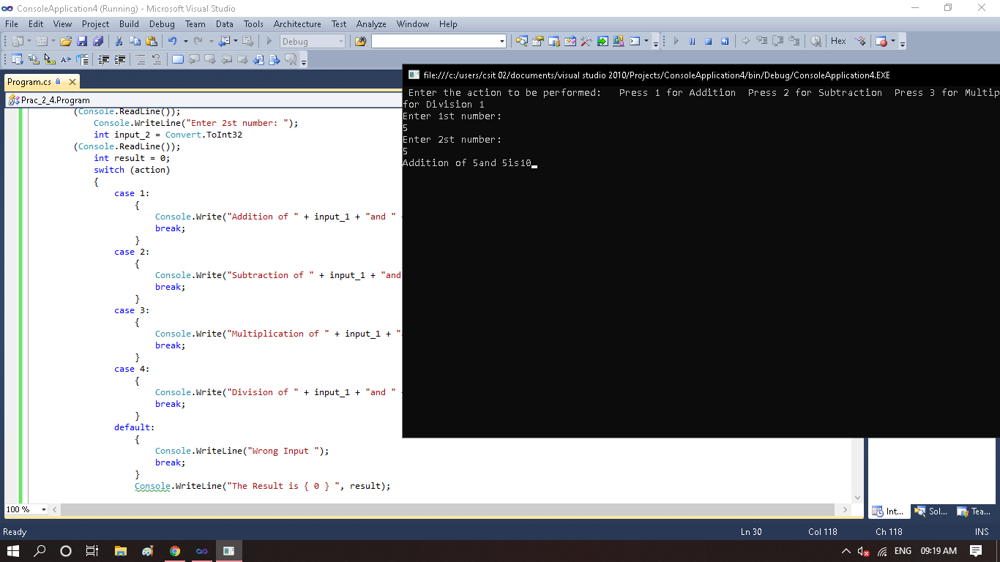 ConsoleApplication4 (Running) - Microsoft Visual Studio
File Edit View Project Build Debug Team Data Tools Architecture Test Analyze Window Help
Debug
Hex
Program.cs
Prac_2_4.Program
(Console.ReadLine());
Console.WriteLine("Enter 2st number: ");
int input_2 = Convert.ToInt32
(Console.ReadLine());
int result = 0;
switch (action)
{
case 1:
{
Console.Write("Addition of " + input_1 + "and "
break;
}
case 2:
{
Console.Write("Subtraction of " + input_1 + "and
break;
}
case 3:
{
Console.Write("Multiplication of " + input_1 + "
break;
}
case 4:
{
Console.Write("Division of " + input_1 + "and "
break;
}
default:
{
Console.WriteLine("Wrong Input ");
break;
}
Console.WriteLine("The Result is { 0 } ", result);
file:///c:/users/csit 02/documents/visual studio 2010/Projects/ConsoleApplication4/bin/Debug/ConsoleApplication4.EXE
Enter the action to be performed: Press 1 for Addition Press 2 for Subtraction Press 3 for Multip
for Division 1
Enter 1st number:
5
Enter 2st number:
5
Addition of 5and 5is10
100 %
Int... Sol... Tea...
Ready Ln 30 Col 118 Ch 118 INS
ENG 09:19 AM